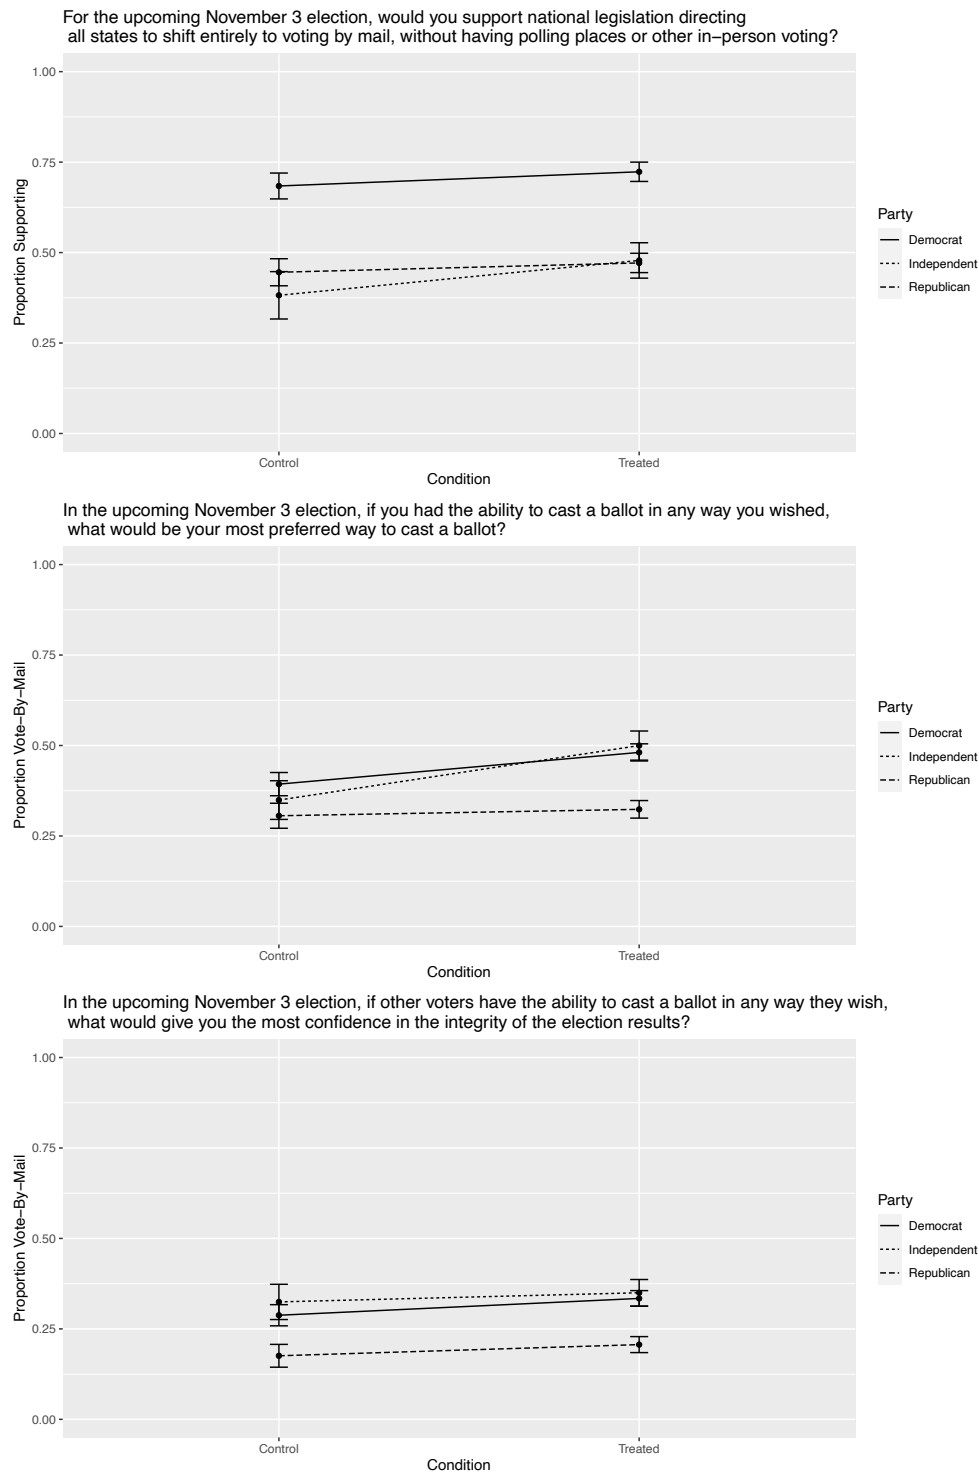 For the upcoming November 3 election, would you support national legislation directing
all states to shift entirely to voting by mail, without having polling places or other in−person voting?
1.00
0.75
0.50
0.25
0.00
Proportion Supporting
Control
Treated
Condition
Party
Democrat
Independent
Republican
In the upcoming November 3 election, if you had the ability to cast a ballot in any way you wished,
what would be your most preferred way to cast a ballot?
1.00
0.75
0.50
0.25
0.00
Proportion Vote−By−Mail
Control
Treated
Condition
Party
Democrat
Independent
Republican
In the upcoming November 3 election, if other voters have the ability to cast a ballot in any way they wish,
what would give you the most confidence in the integrity of the election results?
1.00
0.75
0.50
0.25
0.00
Proportion Vote−By−Mail
Control
Treated
Condition
Party
Democrat
Independent
Republican